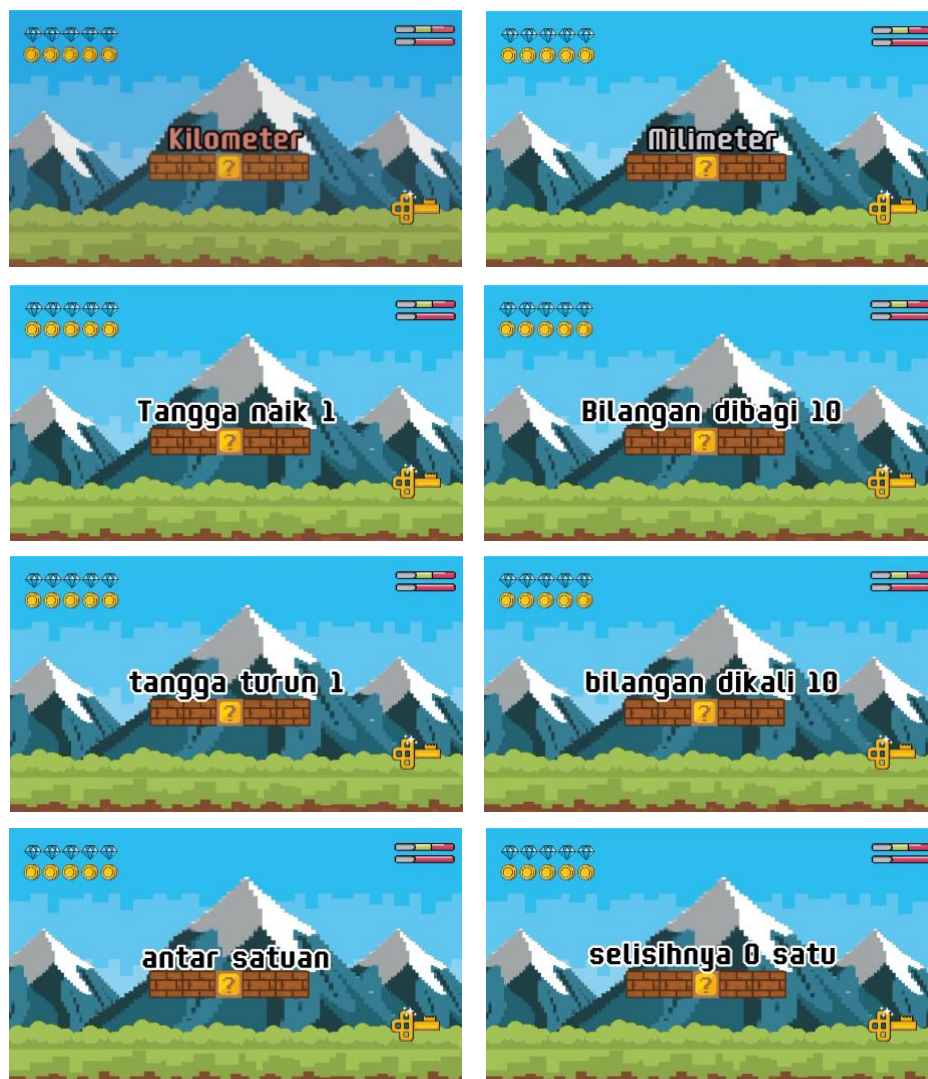 Kilometer
Milimeter
Tangga naik 1
Bilangan dibagi 10
tangga turun 1
bilangan dikali 10
antar satuan
selisihnya 0 satu